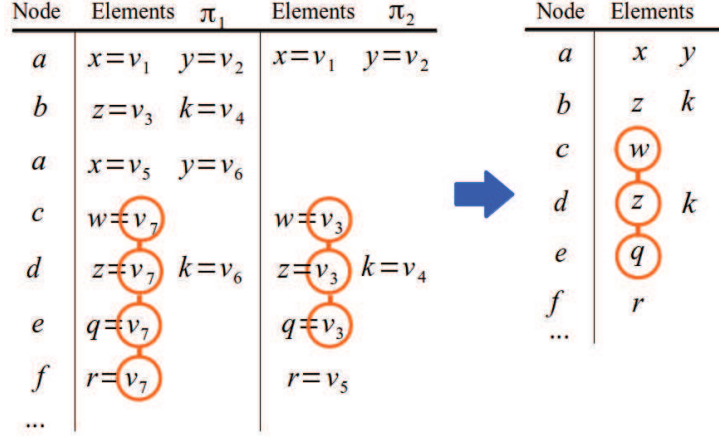 Node Elements π₁ Elements π₂
a x=v₁ y=v₂ x=v₁ y=v₂
b z=v₃ k=v₄
a x=v₅ y=v₆
c w=v₇ w=v₃
d z=v₇ k=v₆ z=v₃ k=v₄
e q=v₇ q=v₃
f r=v₇ r=v₅
...
Node Elements
a x y
b z k
c w
d z k
e q
f r
...